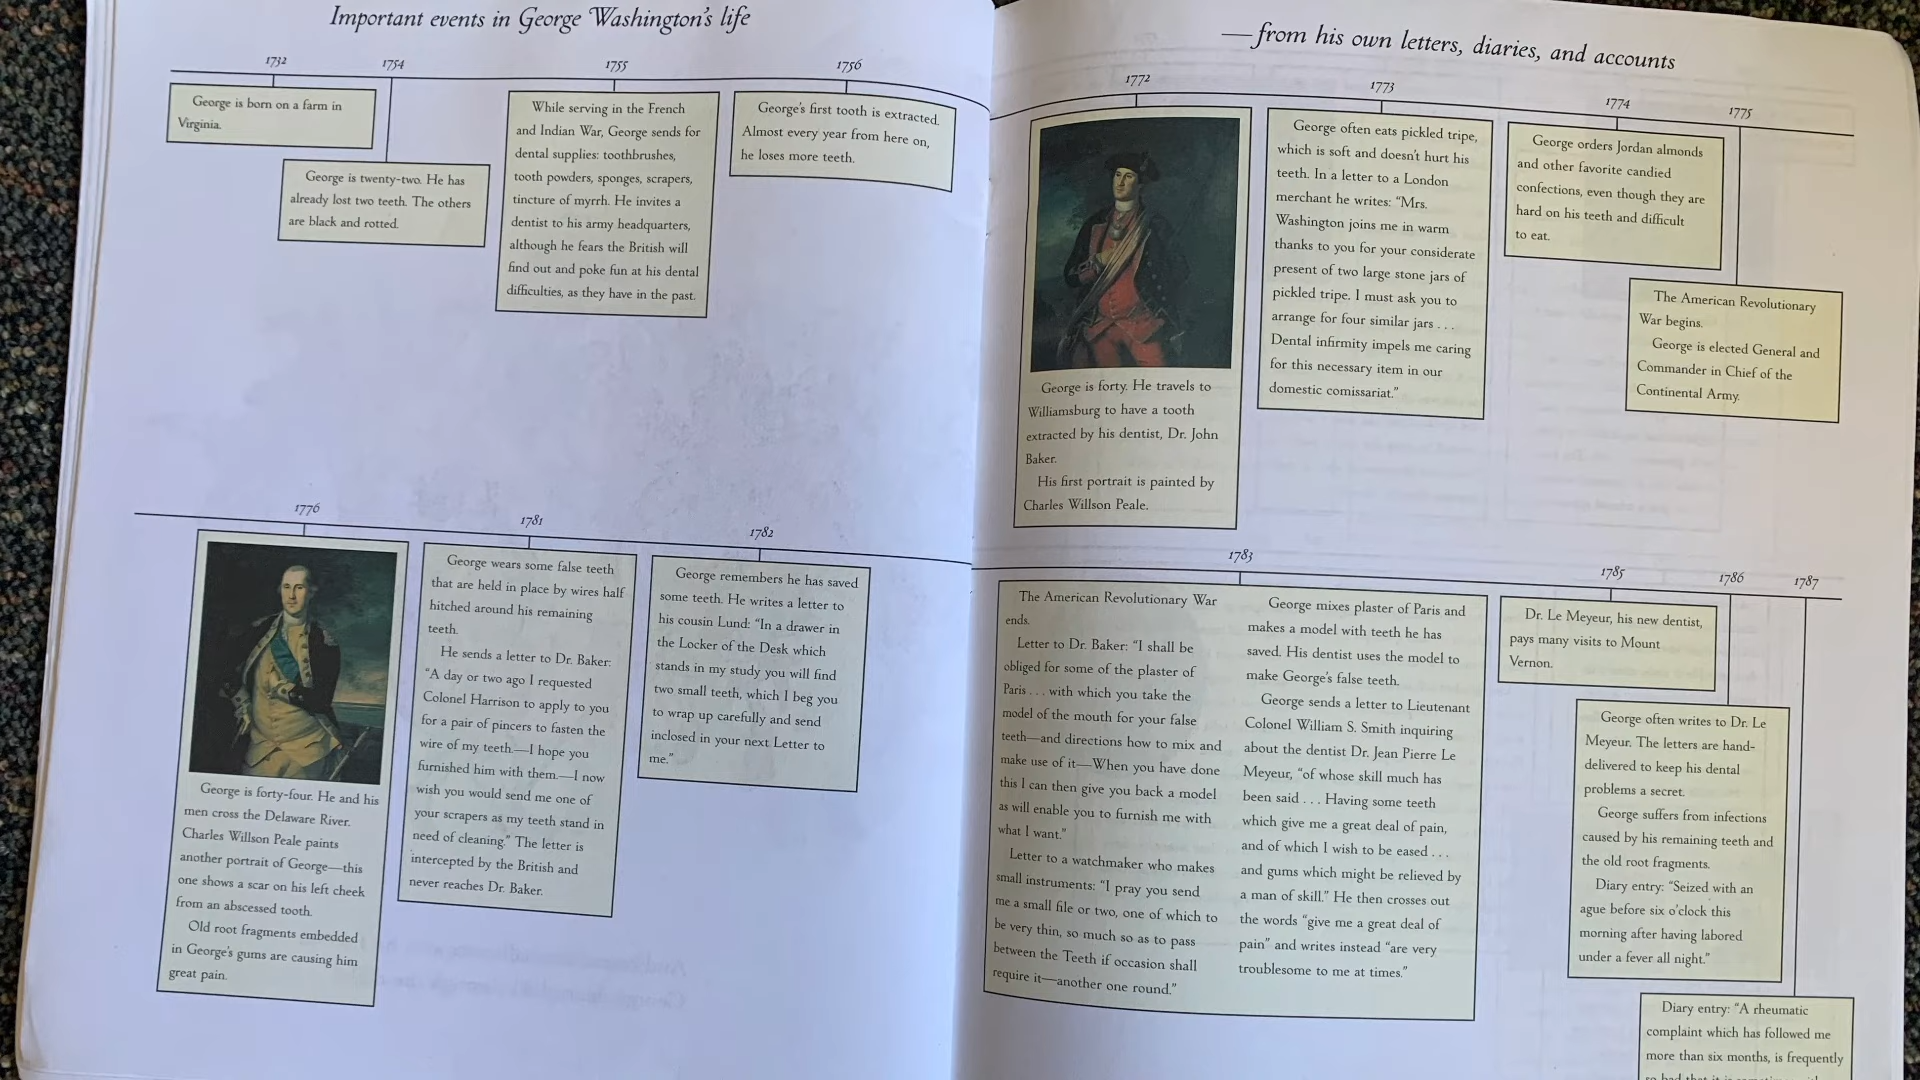 Important events in George Washington's life
1732
George is born on a farm in
Virginia.
1754
George is twenty-two. He has
already lost two teeth. The others
are black and rotted.
1755
While serving in the French
and Indian War, George sends for
dental supplies: toothbrushes,
tooth powders, sponges, scrapers,
tincture of myrrh. He invites a
dentist to his army headquarters,
although he fears the British will
find out and poke fun at his dental
difficulties, as they have in the past.
1756
George's first tooth is extracted.
Almost every year from here on,
he loses more teeth.
1776
George is forty-four. He and his
men cross the Delaware River.
Charles Willson Peale paints
another portrait of George—this
one shows a scar on his left cheek
from an abscessed tooth.
Old root fragments embedded
in George's gums are causing him
great pain.
1781
George wears some false teeth
that are held in place by wires half
hitched around his remaining
teeth.
He sends a letter to Dr. Baker:
"A day or two ago I requested
Colonel Harrison to apply to you
for a pair of pincers to fasten the
wire of my teeth.—I hope you
furnished him with them.—I now
wish you would send me one of
your scrapers as my teeth stand in
need of cleaning." The letter is
intercepted by the British and
never reaches Dr. Baker.
1782
George remembers he has saved
some teeth. He writes a letter to
his cousin Lund: "In a drawer in
the Locker of the Desk which
stands in my study you will find
two small teeth, which I beg you
to wrap up carefully and send
inclosed in your next Letter to
me."
—from his own letters, diaries, and accounts
1772
George is forty. He travels to
Williamsburg to have a tooth
extracted by his dentist, Dr. John
Baker.
His first portrait is painted by
Charles Willson Peale.
1773
George often eats pickled tripe,
which is soft and doesn't hurt his
teeth. In a letter to a London
merchant he writes: "Mrs.
Washington joins me in warm
thanks to you for your considerate
present of two large stone jars of
pickled tripe. I must ask you to
arrange for four similar jars . . .
Dental infirmity impels me caring
for this necessary item in our
domestic comissariat."
1774
George orders Jordan almonds
and other favorite candied
confections, even though they are
hard on his teeth and difficult
to eat.
1775
The American Revolutionary
War begins.
George is elected General and
Commander in Chief of the
Continental Army.
1783
The American Revolutionary War
ends.
Letter to Dr. Baker: "I shall be
obliged for some of the plaster of
Paris . . . with which you take the
model of the mouth for your false
teeth—and directions how to mix and
make use of it—When you have done
this I can then give you back a model
as will enable you to furnish me with
what I want."
Letter to a watchmaker who makes
small instruments: "I pray you send
me a small file or two, one of which to
be very thin, so much so as to pass
between the Teeth if occasion shall
require it—another one round."
George mixes plaster of Paris and
makes a model with teeth he has
saved. His dentist uses the model to
make George's false teeth.
George sends a letter to Lieutenant
Colonel William S. Smith inquiring
about the dentist Dr. Jean Pierre Le
Meyeur, "of whose skill much has
been said . . . Having some teeth
which give me a great deal of pain,
and of which I wish to be eased . . .
and gums which might be relieved by
a man of skill." He then crosses out
the words "give me a great deal of
pain" and writes instead "are very
troublesome to me at times."
1785
Dr. Le Meyeur, his new dentist,
pays many visits to Mount
Vernon.
1786
George often writes to Dr. Le
Meyeur. The letters are hand-
delivered to keep his dental
problems a secret.
George suffers from infections
caused by his remaining teeth and
the old root fragments.
Diary entry: "Seized with an
ague before six o'clock this
morning after having labored
under a fever all night."
1787
Diary entry: "A rheumatic
complaint which has followed me
more than six months, is frequently